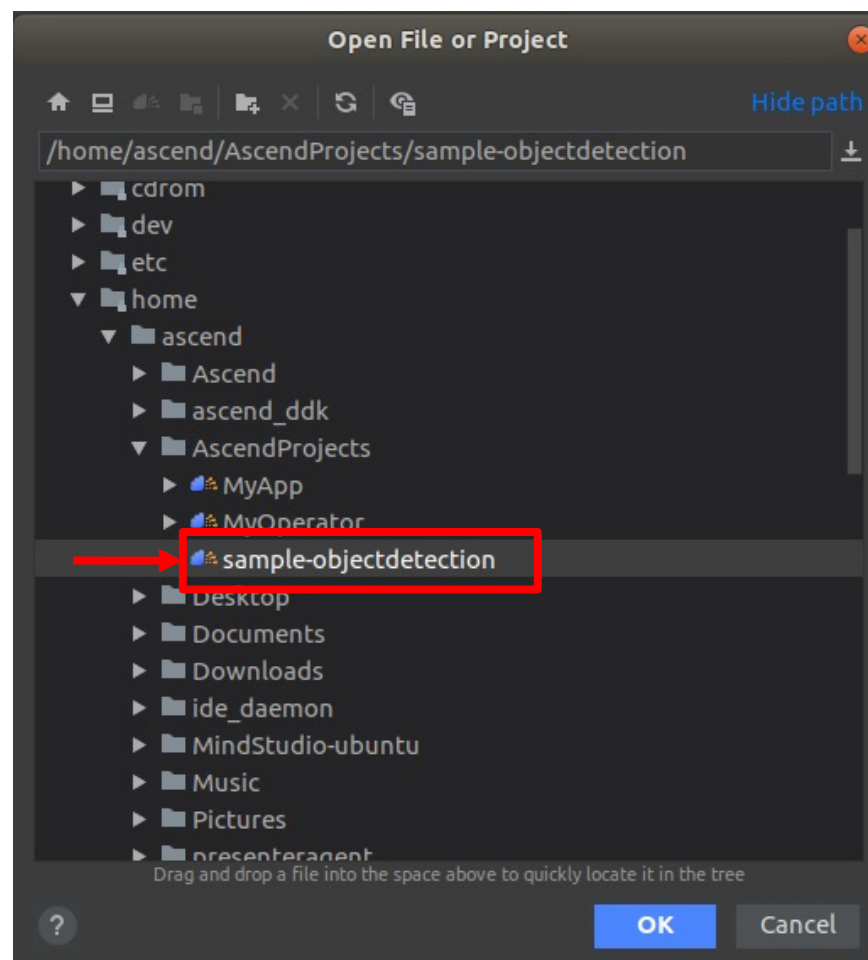 Open File or Project
Hide path
/home/ascend/AscendProjects/sample-objectdetection
cdrom
dev
etc
home
ascend
Ascend
ascend_ddk
AscendProjects
MyApp
MyOperator
sample-objectdetection
Desktop
Documents
Downloads
ide_daemon
MindStudio-ubuntu
Music
Pictures
presenteragent
Drag and drop a file into the space above to quickly locate it in the tree
?
OK
Cancel